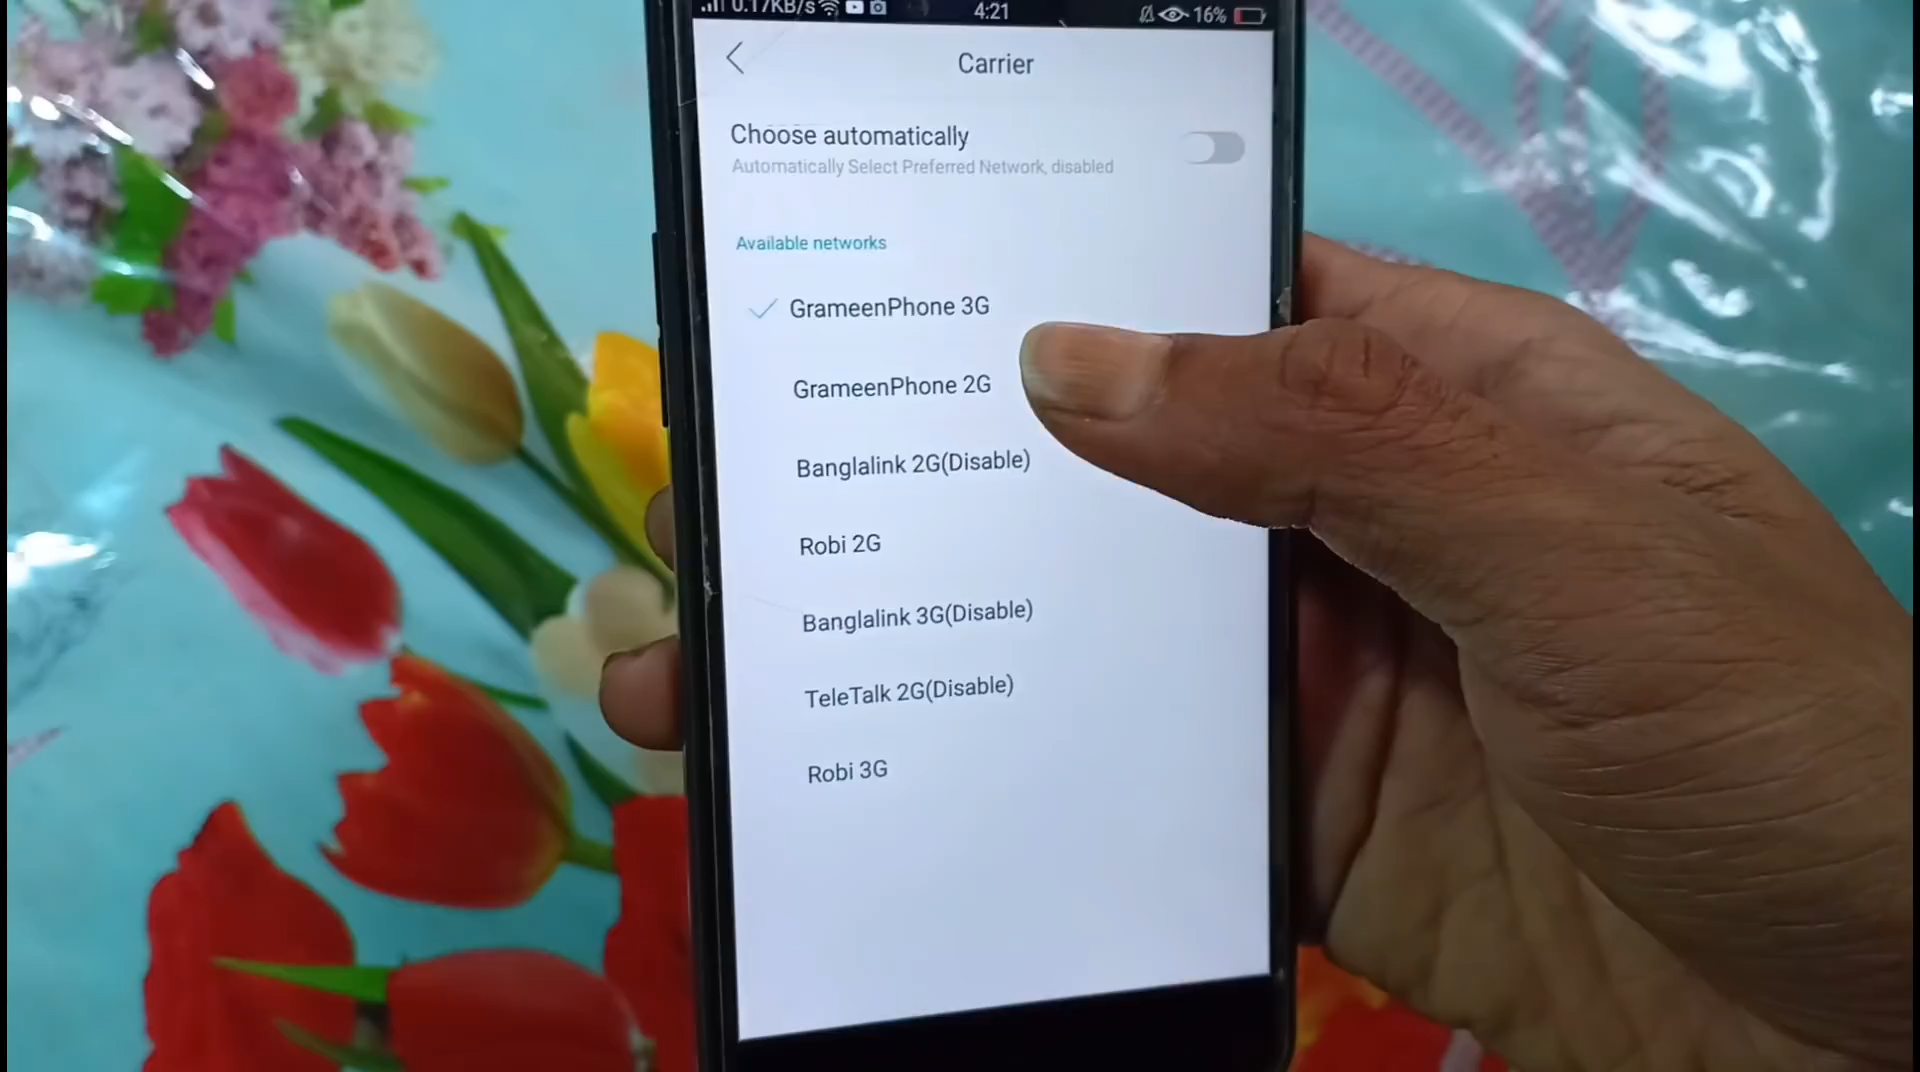 0.17KB/s 4:21 16%
Carrier
Choose automatically
Automatically Select Preferred Network, disabled
Available networks
GrameenPhone 3G
GrameenPhone 2G
Banglalink 2G(Disable)
Robi 2G
Banglalink 3G(Disable)
TeleTalk 2G(Disable)
Robi 3G